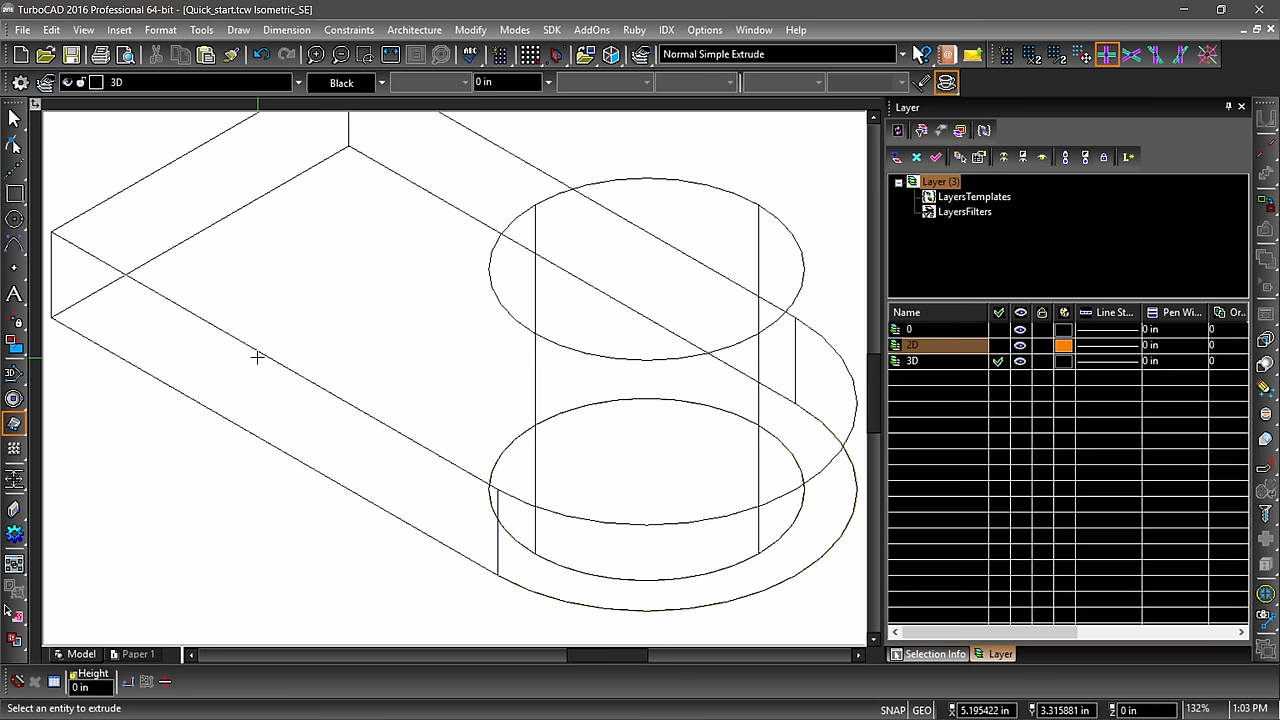 TurboCAD 2016 Professional 64-bit - [Quick_start.tcw Isometric_SE]
File Edit View Insert Format Tools Draw Dimension Constraints Architecture Modify Modes SDK AddOns Ruby IDX Options Window Help
Normal Simple Extrude
3D Black 0 in
Layer
Layer (3)
LayersTemplates
LayersFilters
Name Line St... Pen Wi... Or...
0 0 in 0
2D 0 in 0
3D 0 in 0
Model Paper 1
Selection Info Layer
Height
0 in
Select an entity to extrude SNAP GEO X 5.195422 in Y 3.315881 in Z 0 in 132% 1:03 PM